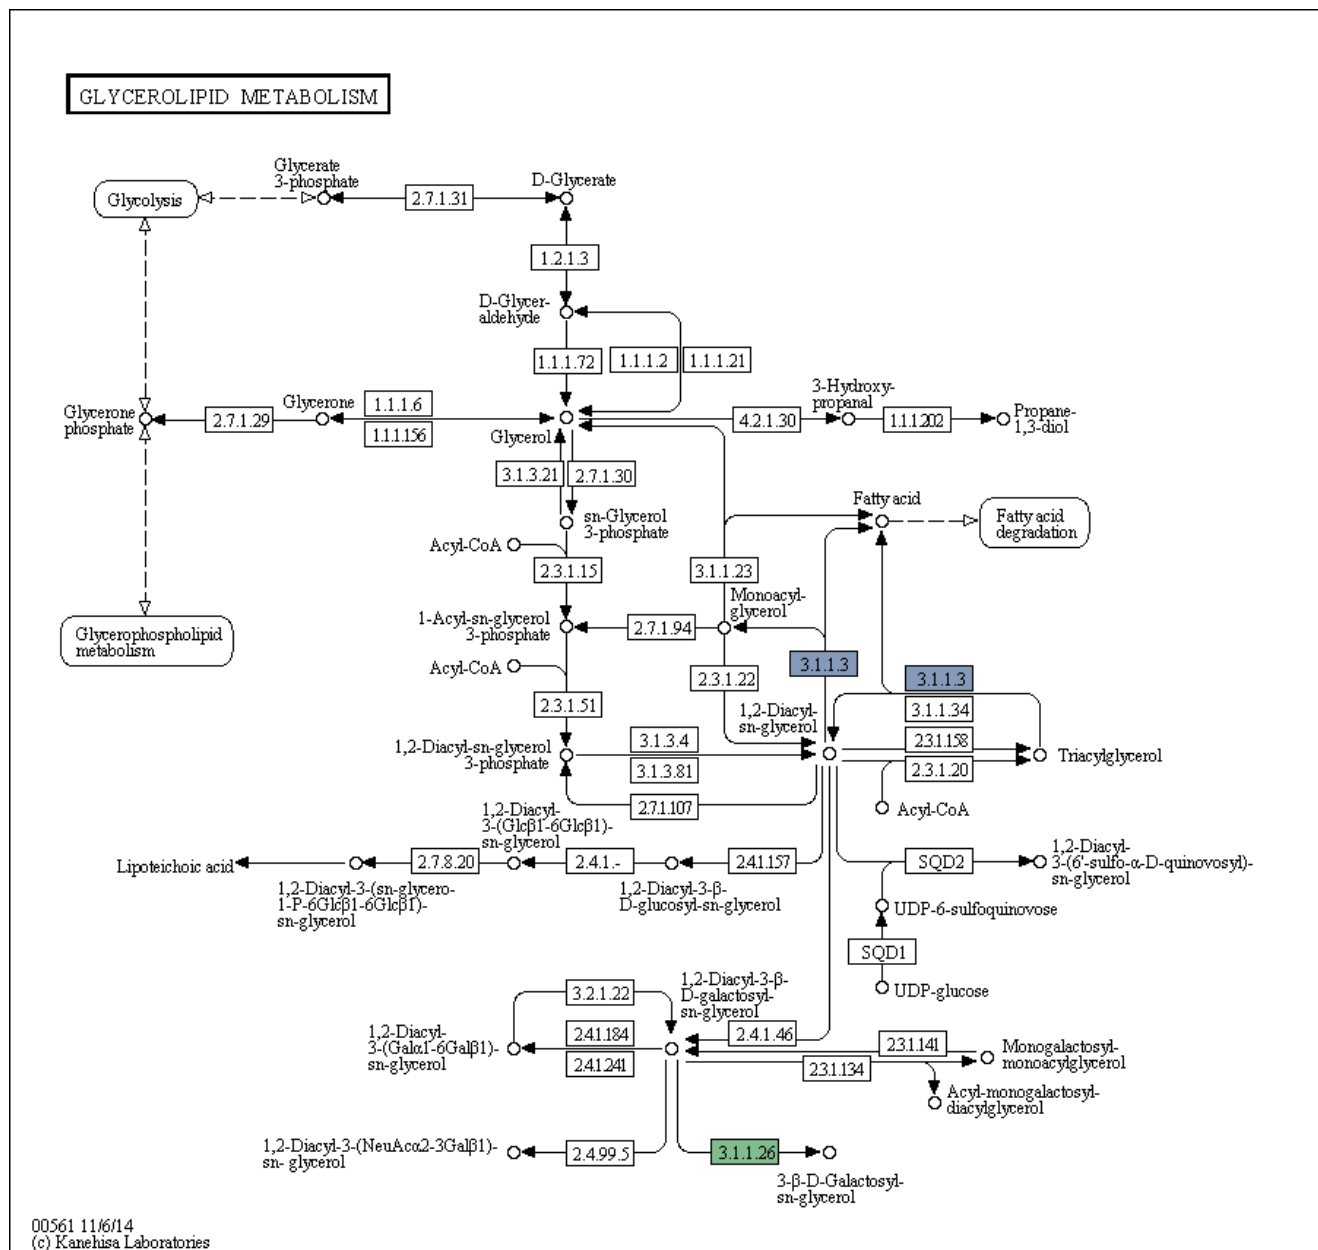 GLYCEROLIPID METABOLISM
Glycerate
3-phosphate
D-Glycerate
Glycolysis
2.7.1.31
1.2.1.3
D-Glycer-
aldehyde
1.1.1.72
1.1.1.2
1.1.1.21
3-Hydroxy-
propanal
Glycerone
phosphate
2.7.1.29
Glycerone
1.1.1.6
1.1.1.156
Glycerol
4.2.1.30
1.1.1.202
Propane-
1,3-diol
3.1.3.21
2.7.1.30
sn-Glycerol
3-phosphate
Fatty acid
Fatty acid
degradation
Acyl-CoA
2.3.1.15
3.1.1.23
Monoacyl-
glycerol
1-Acyl-sn-glycerol
3-phosphate
2.7.1.94
Glycerophospholipid
metabolism
Acyl-CoA
2.3.1.22
3.1.1.3
3.1.1.3
2.3.1.51
3.1.1.34
1,2-Diacyl-
sn-glycerol
1,2-Diacyl-sn-glycerol
3-phosphate
3.1.3.4
3.1.3.81
2.3.1.158
2.3.1.20
Triacylglycerol
2.7.1.107
Acyl-CoA
1,2-Diacyl-
3-(Glcβ1-6Glcβ1)-
sn-glycerol
Lipoteichoic acid
2.7.8.20
2.4.1.-
2.4.1.157
SQD2
1,2-Diacyl-
3-(6'-sulfo-α-D-quinovosyl)-
sn-glycerol
1,2-Diacyl-3-(sn-glycero-
1-P-6Glcβ1-6Glcβ1)-
sn-glycerol
1,2-Diacyl-3-β-
D-glucosyl-sn-glycerol
UDP-6-sulfoquinovose
SQD1
UDP-glucose
3.2.1.22
1,2-Diacyl-3-β-
D-galactosyl-
sn-glycerol
1,2-Diacyl-
3-(Galα1-6Galβ1)-
sn-glycerol
2.4.1.184
2.4.1.241
2.4.1.46
2.3.1.141
2.3.1.134
Monogalactosyl-
monoacylglycerol
Acyl-monogalactosyl-
diacylglycerol
1,2-Diacyl-3-(NeuAcα2-3Galβ1)-
sn- glycerol
2.4.99.5
3.1.1.26
3-β-D-Galactosyl-
sn-glycerol
00561 11/6/14
(c) Kanehisa Laboratories